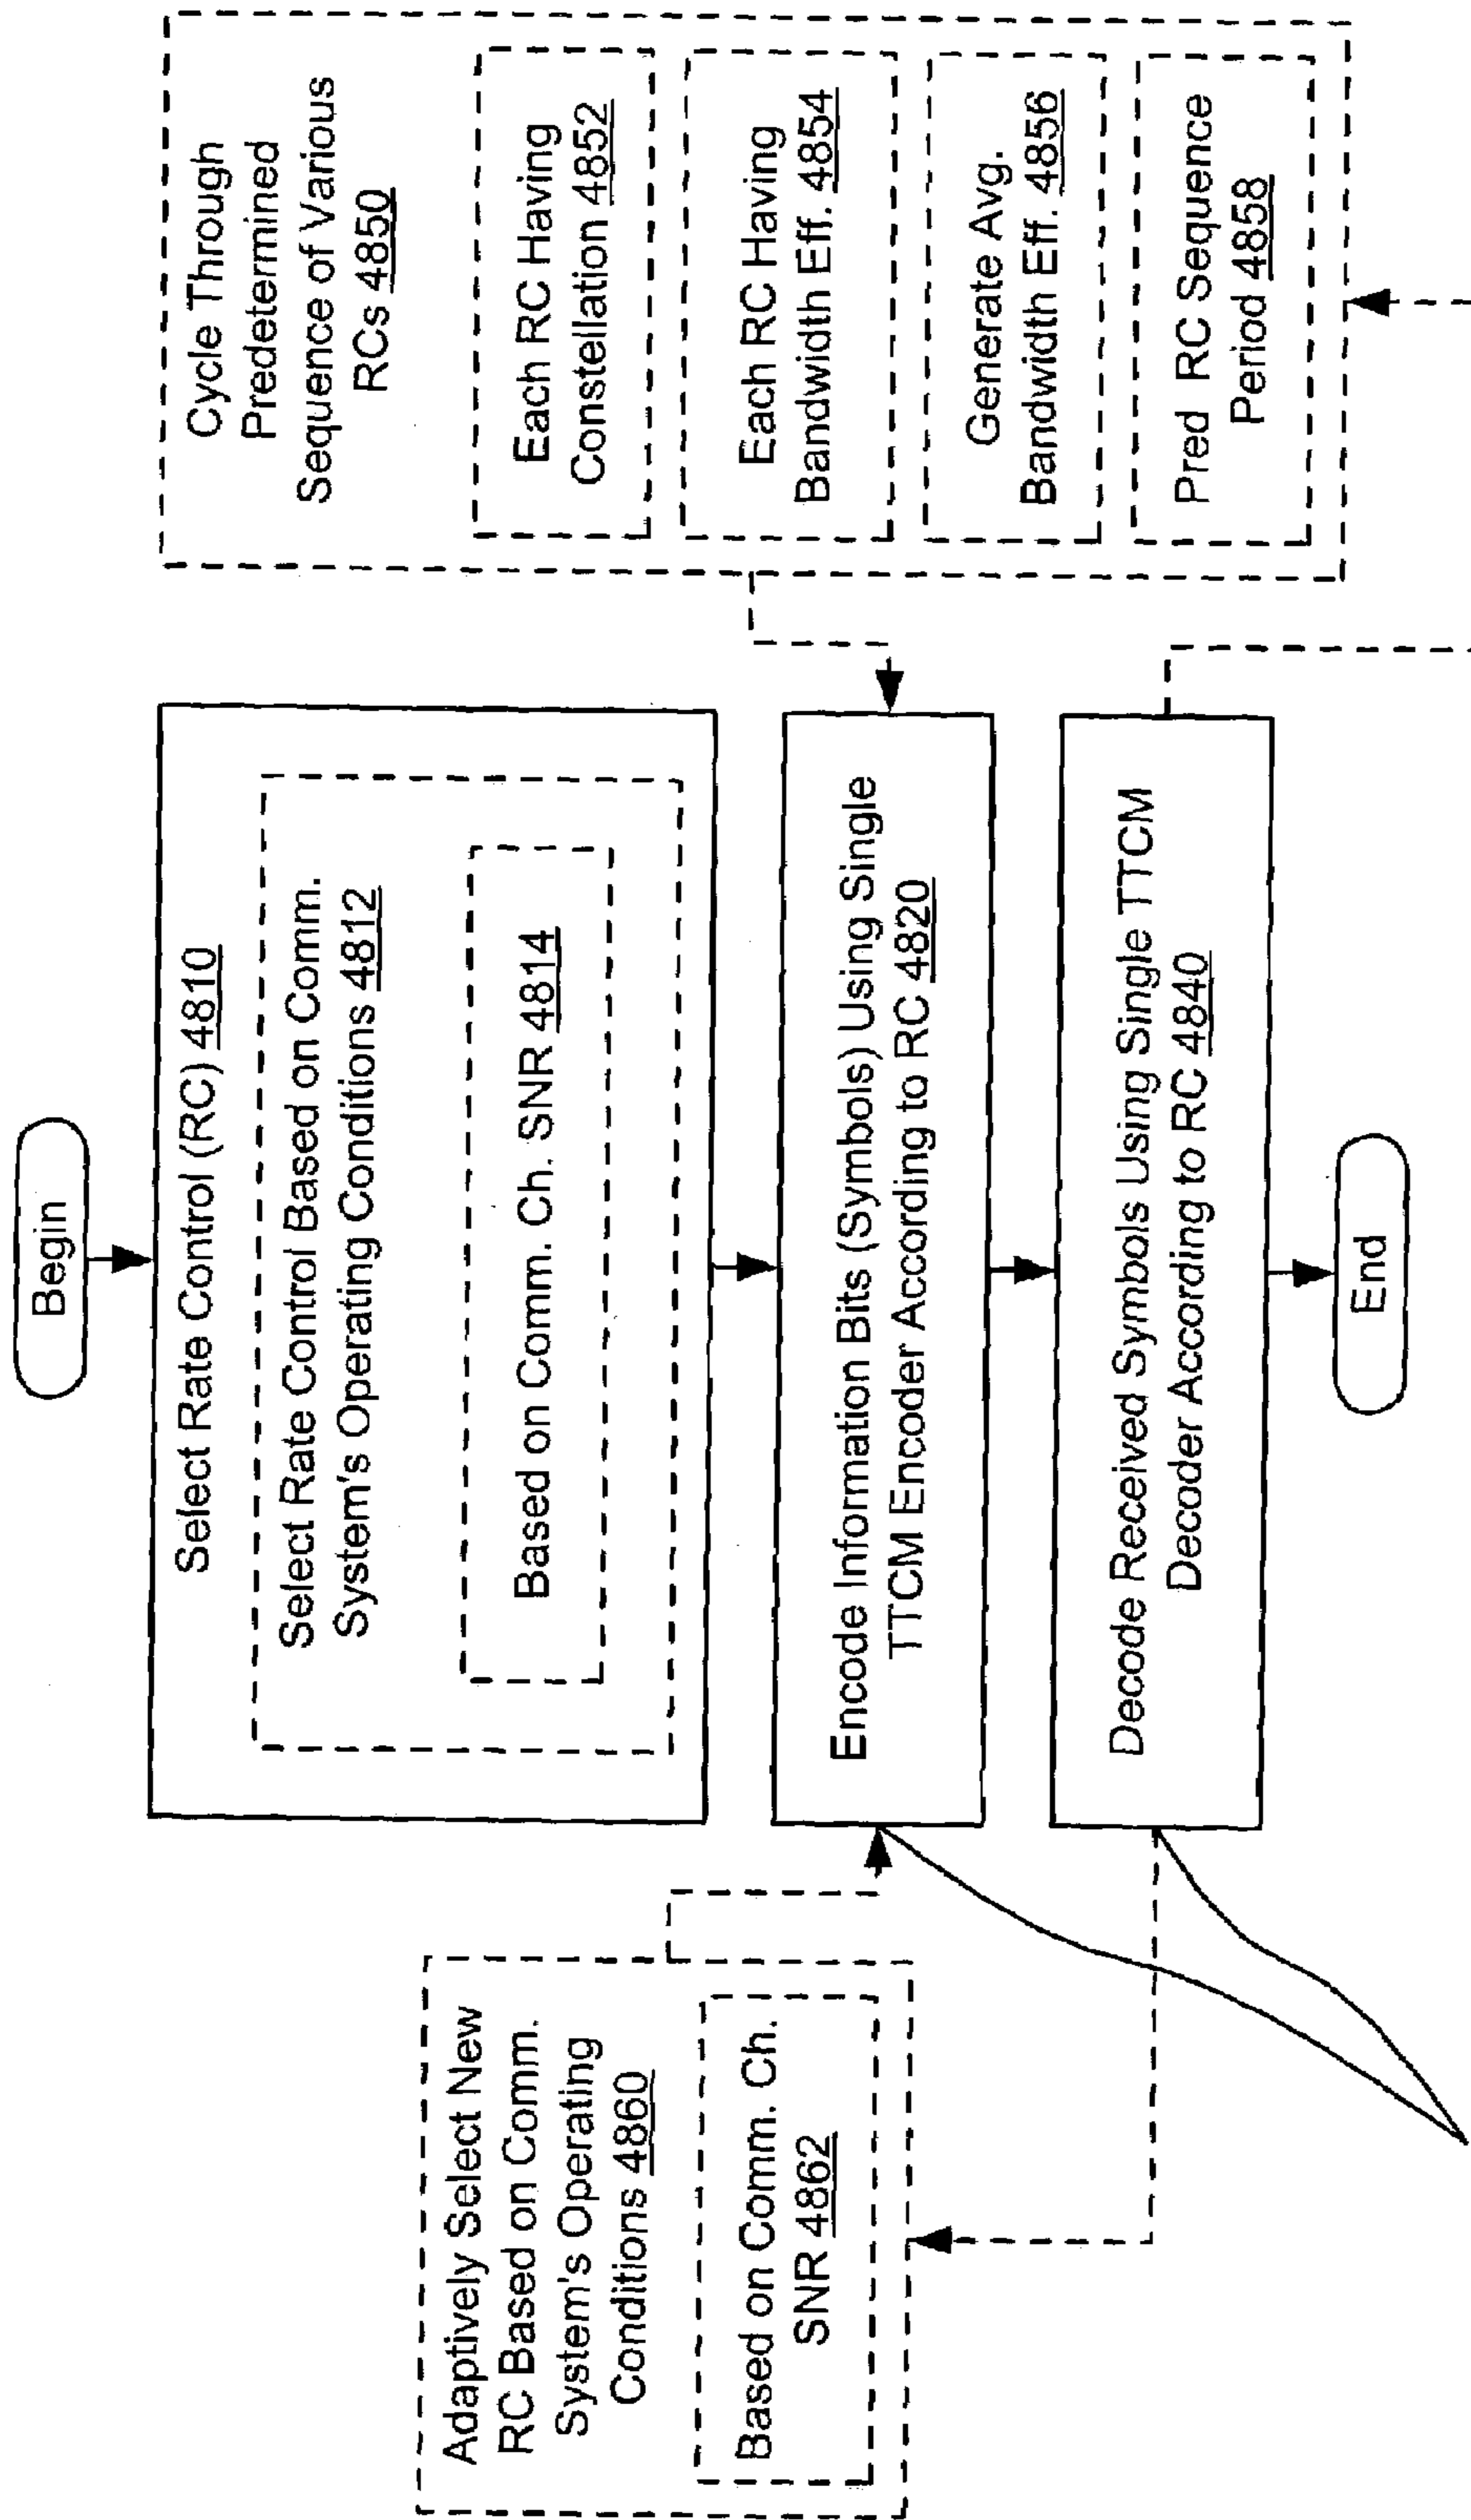 Begin
Select Rate Control (RC) 4810
Select Rate Control Based on Comm.
System's Operating Conditions 4812
Based on Comm. Ch. SNR 4814
Encode Information Bits (Symbols) Using Single
TTCM Encoder According to RC 4820
Decode Received Symbols Using Single TTCM
Decoder According to RC 4840
End
Adaptively Select New
RC Based on Comm.
System's Operating
Conditions 4860
Based on Comm. Ch.
SNR 4862
Cycle Through
Predetermined
Sequence of Various
RCs 4850
Each RC Having
Constellation 4852
Each RC Having
Bandwidth Eff. 4854
Generate Avg.
Bandwidth Eff. 4856
Pred RC Sequence
Period 4858